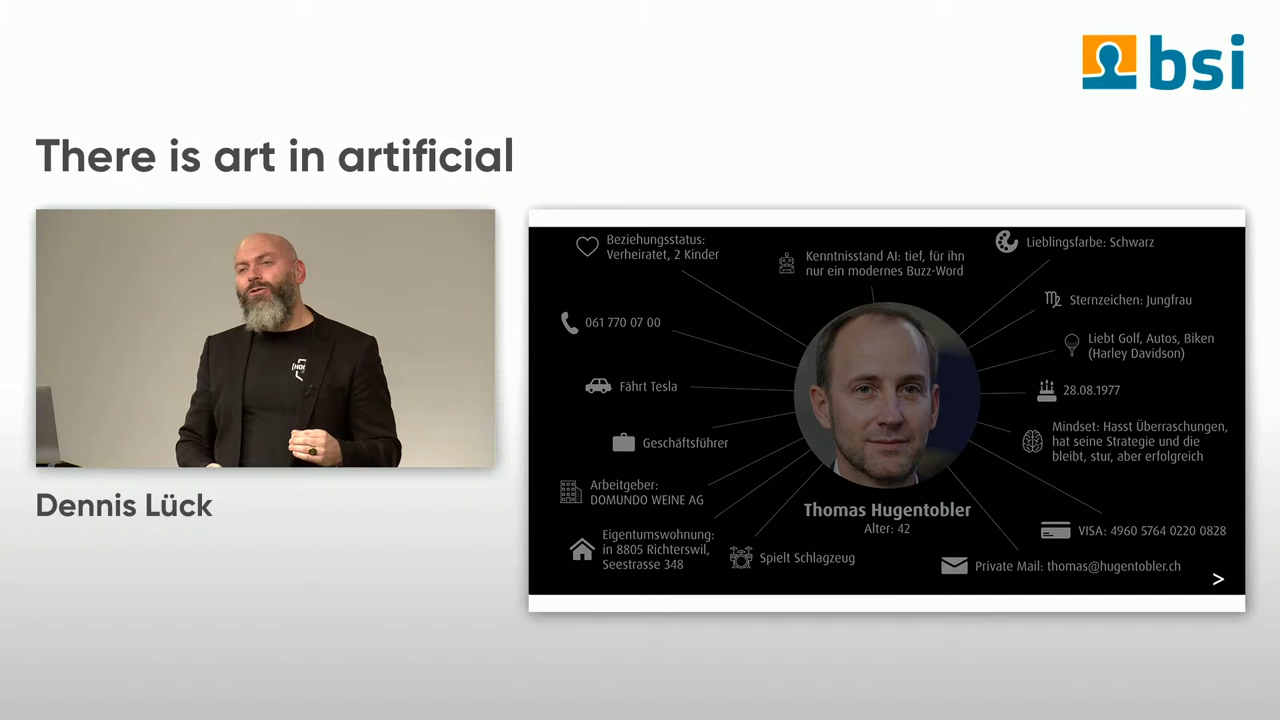 bsi
There is art in artificial
Dennis Lück
Beziehungsstatus:
Verheiratet, 2 Kinder
Kenntnisstand AI: tief, für ihn
nur ein modernes Buzz-Word
Lieblingsfarbe: Schwarz
Sternzeichen: Jungfrau
061 770 07 00
Liebt Golf, Autos, Biken
(Harley Davidson)
Fährt Tesla
28.08.1977
Geschäftsführer
Mindset: Hasst Überraschungen,
hat seine Strategie und die
bleibt, stur, aber erfolgreich
Arbeitgeber:
DOMUNDO WEINE AG
Thomas Hugentobler
Alter: 42
Eigentumswohnung:
in 8805 Richterswil,
Seestrasse 348
Spielt Schlagzeug
VISA: 4960 5764 0220 0828
Private Mail: thomas@hugentobler.ch
>